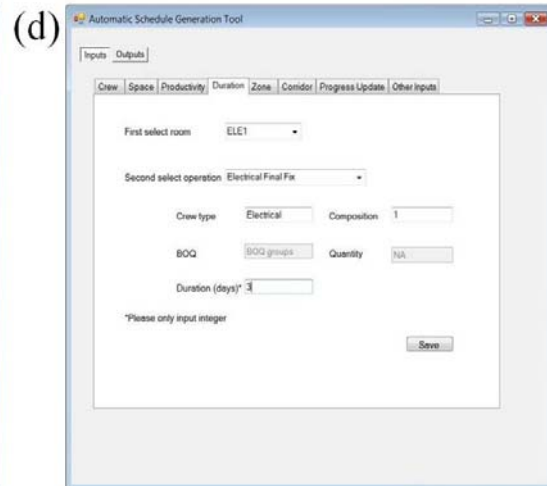 (d)
Automatic Schedule Generation Tool
Inputs Outputs
Crew Space Productivity Duration Zone Corridor Progress Update Other Inputs
First select room ELE1
Second select operation Electrical Final Fix
Crew type Electrical Composition 1
BOQ BOQ groups Quantity NA
Duration (days)* 3
*Please only input integer
Save